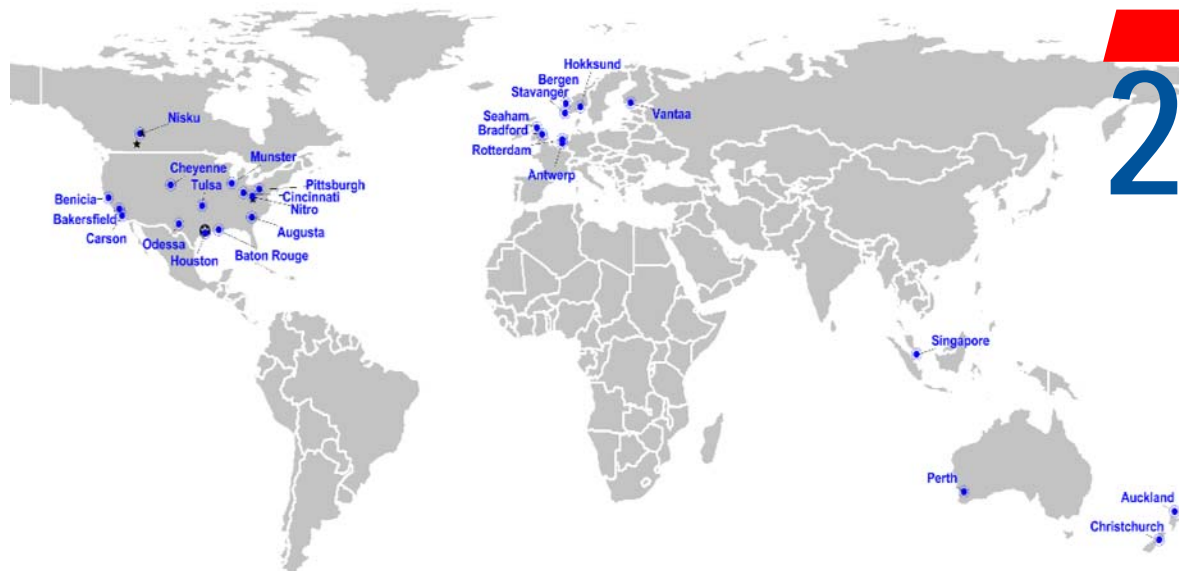 2
Hokksund
Bergen
Stavanger
Seaham
Bradford
Rotterdam
Antwerp
Vantaa
Nisku
Cheyenne
Munster
Tulsa
Benicia
Pittsburgh
Cincinnati
Nitro
Bakersfield
Carson
Augusta
Odessa
Baton Rouge
Houston
Singapore
Perth
Auckland
Christchurch